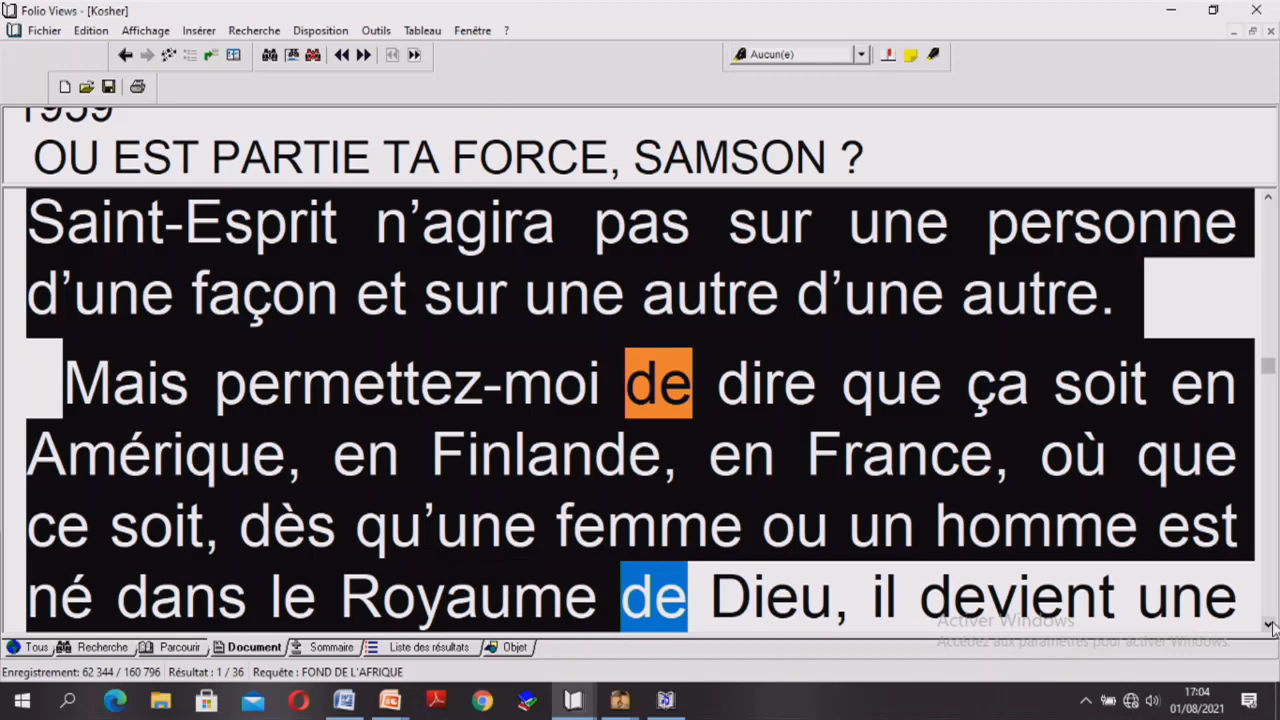 Folio Views - [Kosher]
Fichier Edition Affichage Insérer Recherche Disposition Outils Tableau Fenêtre ?
Aucun(e)
1959
OU EST PARTIE TA FORCE, SAMSON ?
Saint-Esprit n’agira pas sur une personne
d’une façon et sur une autre d’une autre.
Mais permettez-moi de dire que ça soit en
Amérique, en Finlande, en France, où que
ce soit, dès qu’une femme ou un homme est
né dans le Royaume de Dieu, il devient une
Activer Windows
Accédez aux paramètres pour activer Windows.
Tous Recherche Parcourir Document Sommaire Liste des résultats Objet
Enregistrement: 62 344 / 160 796 Résultat : 1 / 36 Requête : FOND DE L'AFRIQUE
17:04
01/08/2021